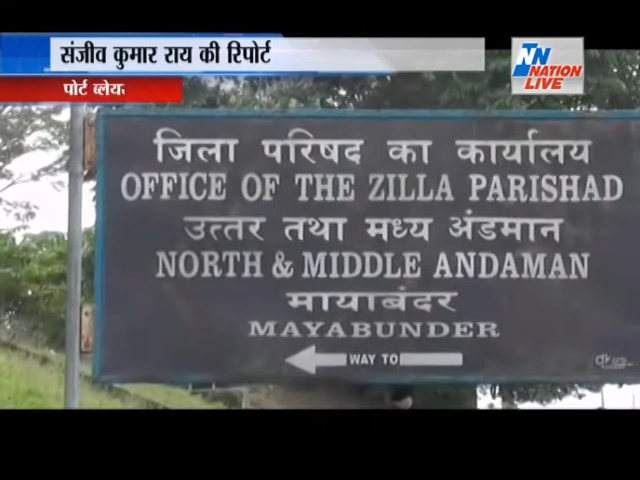 संजीव कुमार राय की रिपोर्ट
पोर्ट ब्लेयर
NN
NATION
LIVE
जिला परिषद का कार्यालय
OFFICE OF THE ZILLA PARISHAD
उत्तर तथा मध्य अंडमान
NORTH & MIDDLE ANDAMAN
मायाबंदर
MAYABUNDER
WAY TO